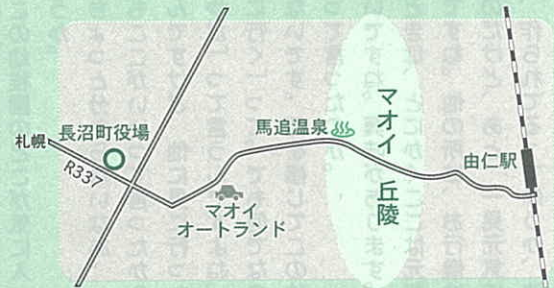 札幌
R337
長沼町役場
マオイ
オートランド
馬追温泉
マオイ丘陵
由仁駅